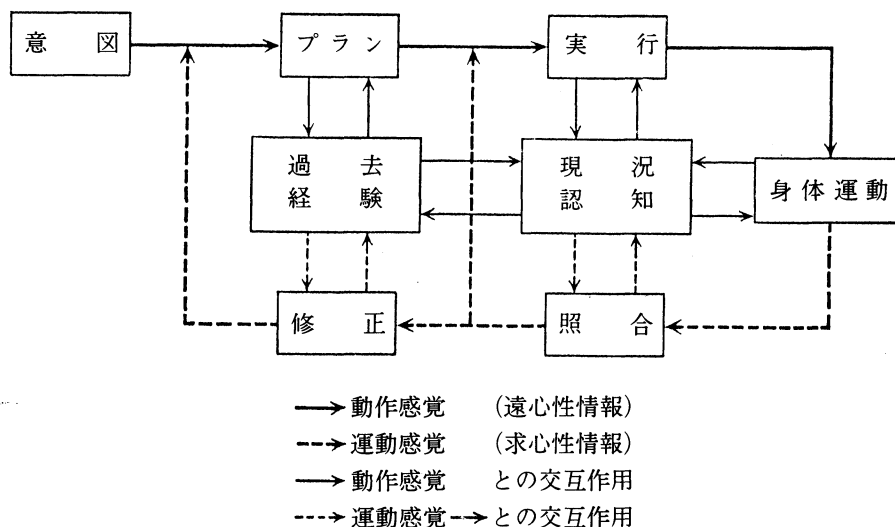 意図
プラン
実行
過去
経験
現況
認知
身体運動
修正
照合
→動作感覚 (遠心性情報)
⇢運動感覚 (求心性情報)
→動作感覚 との交互作用
⇢運動感覚⇢との交互作用